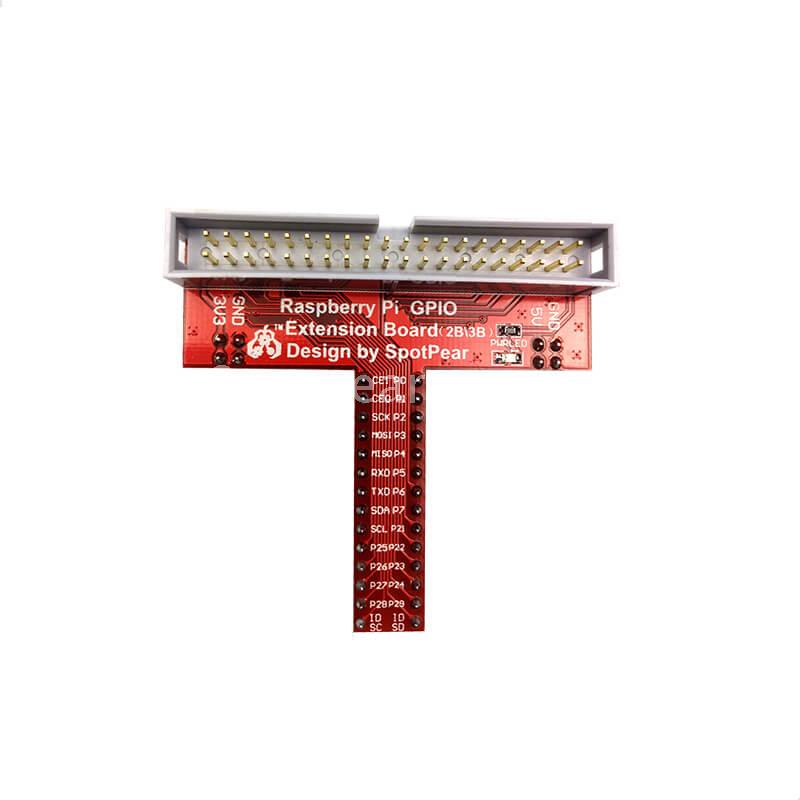 Raspberry Pi GPIO
™Extension Board(2B\3B)
Design by SpotPear
3V3
GND
PWRLED
5V
GND
CE1 P0
CE0 P1
SCK P2
MOSI P3
MISO P4
RXD P5
TXD P6
SDA P7
SCL P21
P25 P22
P26 P23
P27 P24
P28 P29
ID ID
SC SD